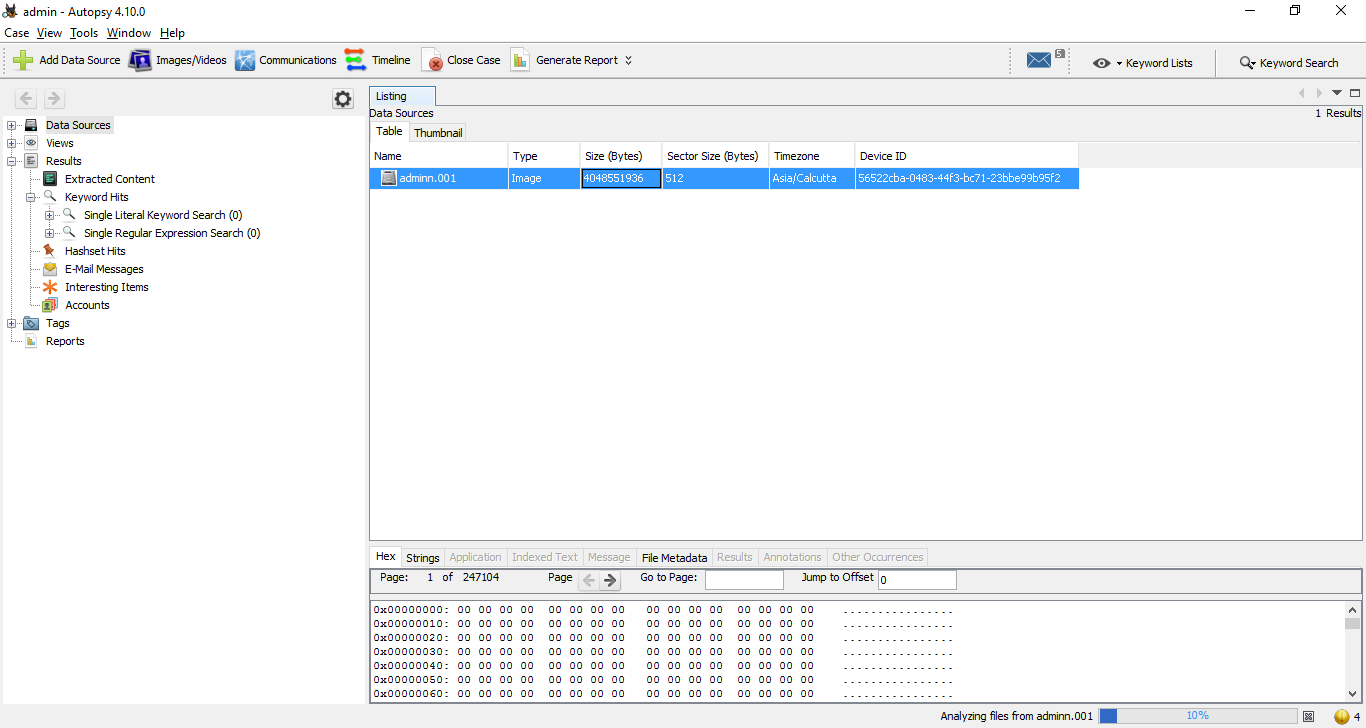 admin - Autopsy 4.10.0
Case View Tools Window Help
Add Data Source Images/Videos Communications Timeline Close Case Generate Report 5 Keyword Lists Keyword Search
Listing
Data Sources 1 Results
Table Thumbnail
Name Type Size (Bytes) Sector Size (Bytes) Timezone Device ID
adminn.001 Image 4048551936 512 Asia/Calcutta 56522cba-0483-44f3-bc71-23bbe99b95f2
Data Sources
Views
Results
Extracted Content
Keyword Hits
Single Literal Keyword Search (0)
Single Regular Expression Search (0)
Hashset Hits
E-Mail Messages
Interesting Items
Accounts
Tags
Reports
Hex Strings Application Indexed Text Message File Metadata Results Annotations Other Occurrences
Page: 1 of 247104 Page Go to Page: Jump to Offset 0
0x00000000: 00 00 00 00 00 00 00 00 00 00 00 00 00 00 00 00 ................
0x00000010: 00 00 00 00 00 00 00 00 00 00 00 00 00 00 00 00 ................
0x00000020: 00 00 00 00 00 00 00 00 00 00 00 00 00 00 00 00 ................
0x00000030: 00 00 00 00 00 00 00 00 00 00 00 00 00 00 00 00 ................
0x00000040: 00 00 00 00 00 00 00 00 00 00 00 00 00 00 00 00 ................
0x00000050: 00 00 00 00 00 00 00 00 00 00 00 00 00 00 00 00 ................
0x00000060: 00 00 00 00 00 00 00 00 00 00 00 00 00 00 00 00 ................
Analyzing files from adminn.001 10% 4